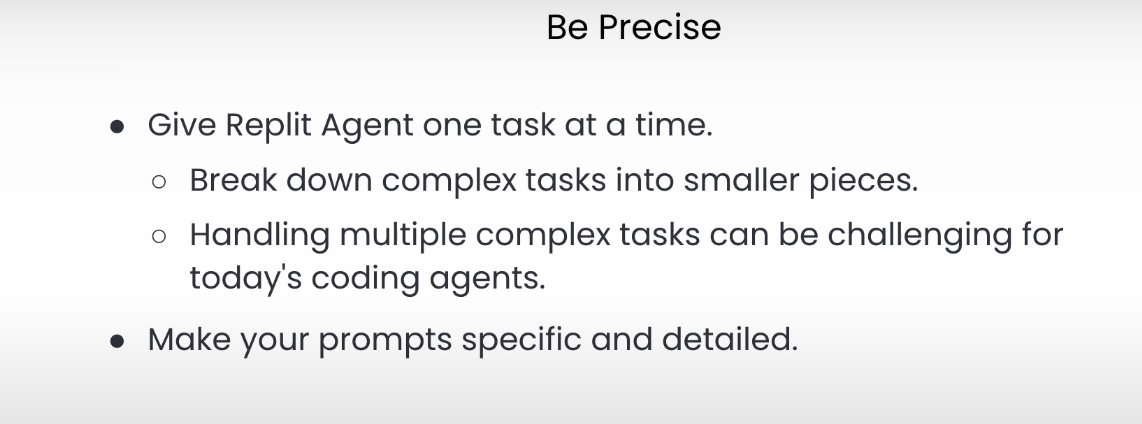 Be Precise
● Give Replit Agent one task at a time.
○ Break down complex tasks into smaller pieces.
○ Handling multiple complex tasks can be challenging for
today's coding agents.
● Make your prompts specific and detailed.